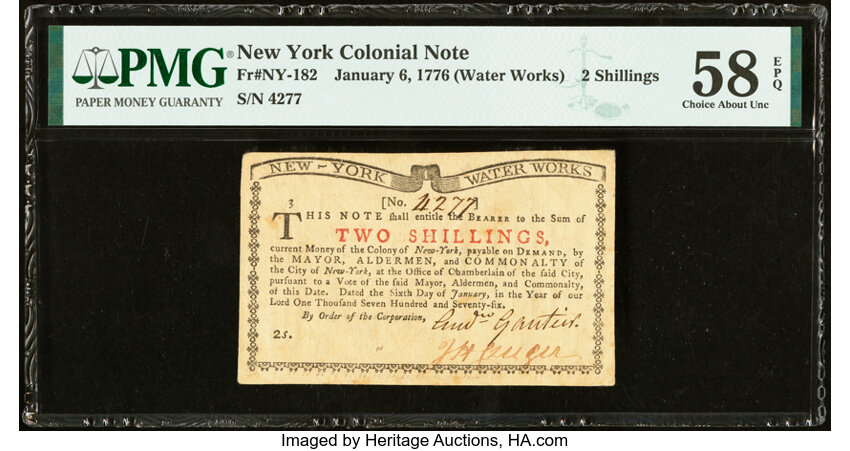 PMG®
PAPER MONEY GUARANTY
New York Colonial Note
Fr#NY-182 January 6, 1776 (Water Works) 2 Shillings
S/N 4277
58 EPQ
Choice About Unc
NEW-YORK WATER WORKS
[No. 4277]
3
THIS NOTE ſhall entitle the BEARER to the Sum of
TWO SHILLINGS,
current Money of the Colony of New-York, payable on DEMAND, by
the MAYOR, ALDERMEN, and COMMONALTY of
the City of New-York, at the Office of Chamberlain of the ſaid City,
purſuant to a Vote of the ſaid Mayor, Aldermen, and Commonalty,
of this Date. Dated the Sixth Day of January, in the Year of our
Lord One Thouſand Seven Hundred and Seventy-ſix.
By Order of the Corporation, Andw Gautier.
2s.
Imaged by Heritage Auctions, HA.com